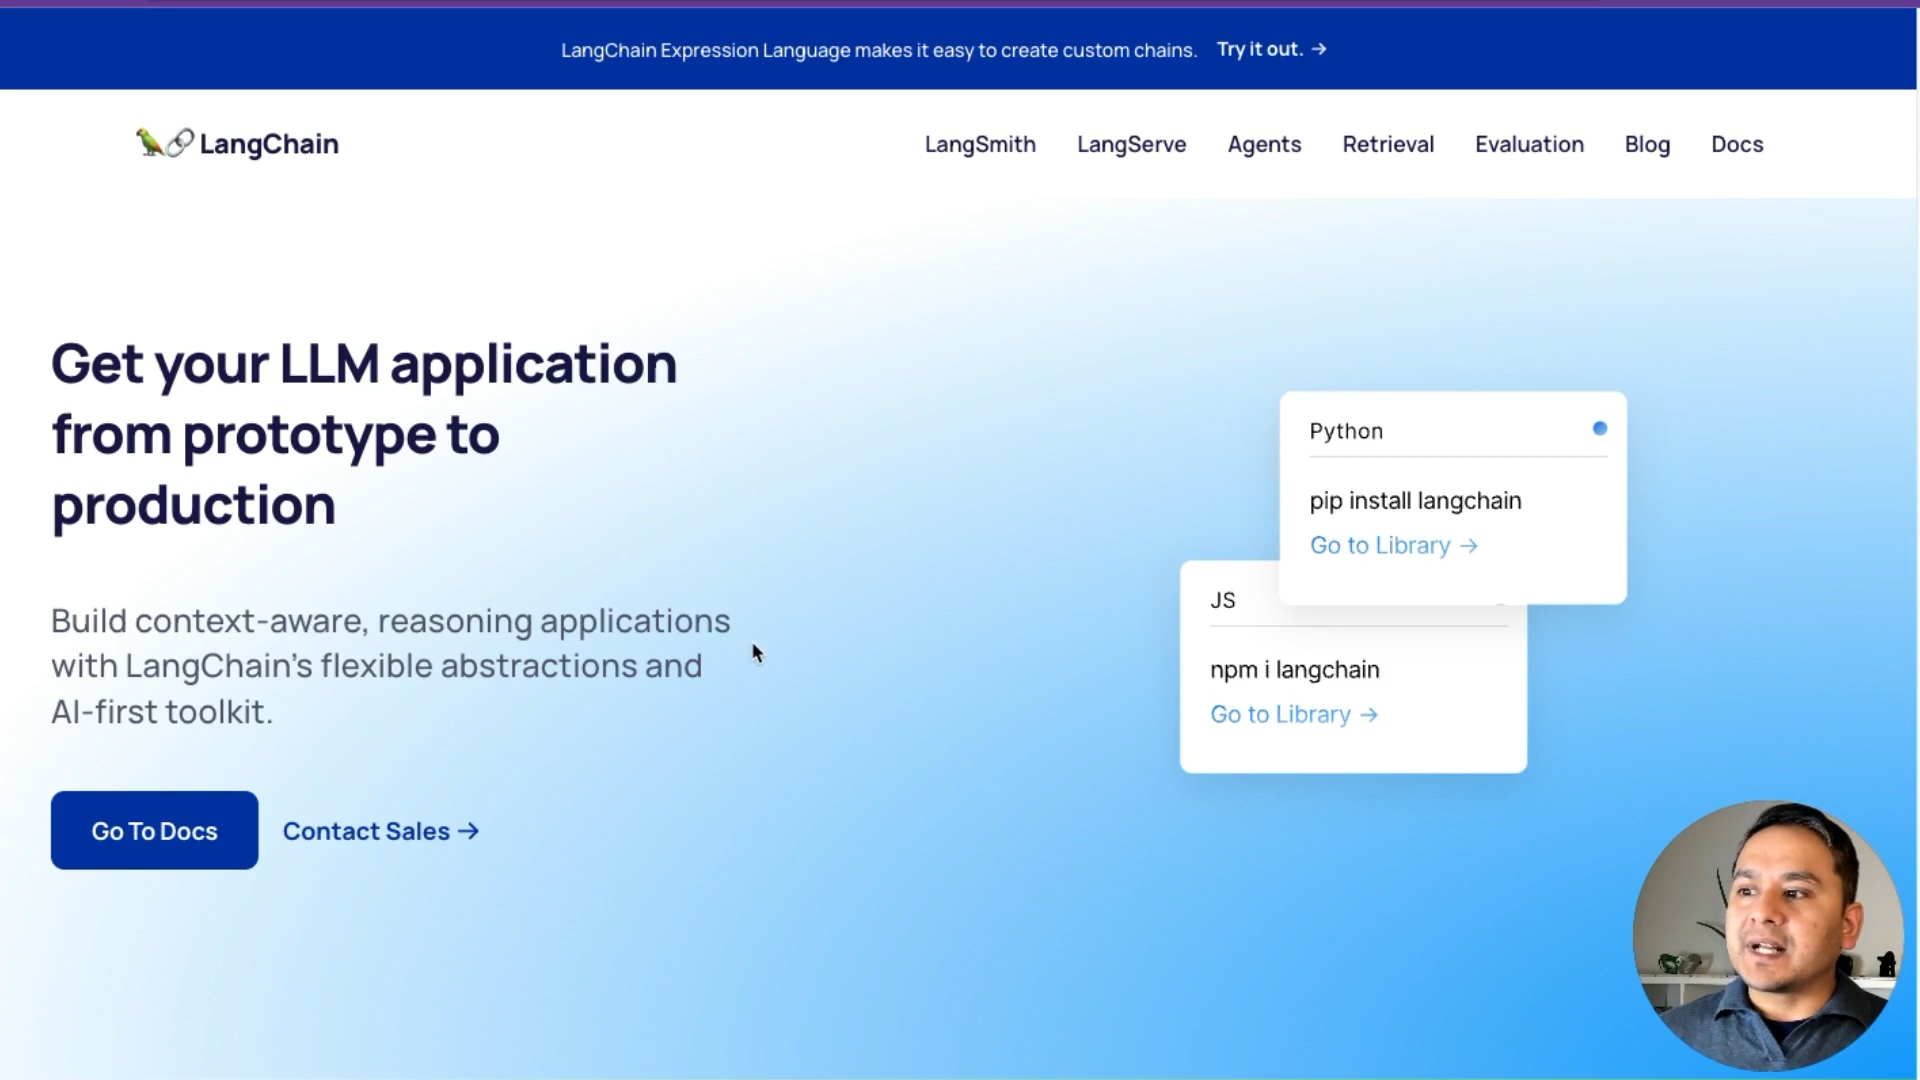 LangChain Expression Language makes it easy to create custom chains. Try it out. →
LangChain
LangSmith LangServe Agents Retrieval Evaluation Blog Docs
Get your LLM application
from prototype to
production
Build context-aware, reasoning applications
with LangChain's flexible abstractions and
AI-first toolkit.
Go To Docs
Contact Sales →
Python
pip install langchain
Go to Library →
JS
npm i langchain
Go to Library →